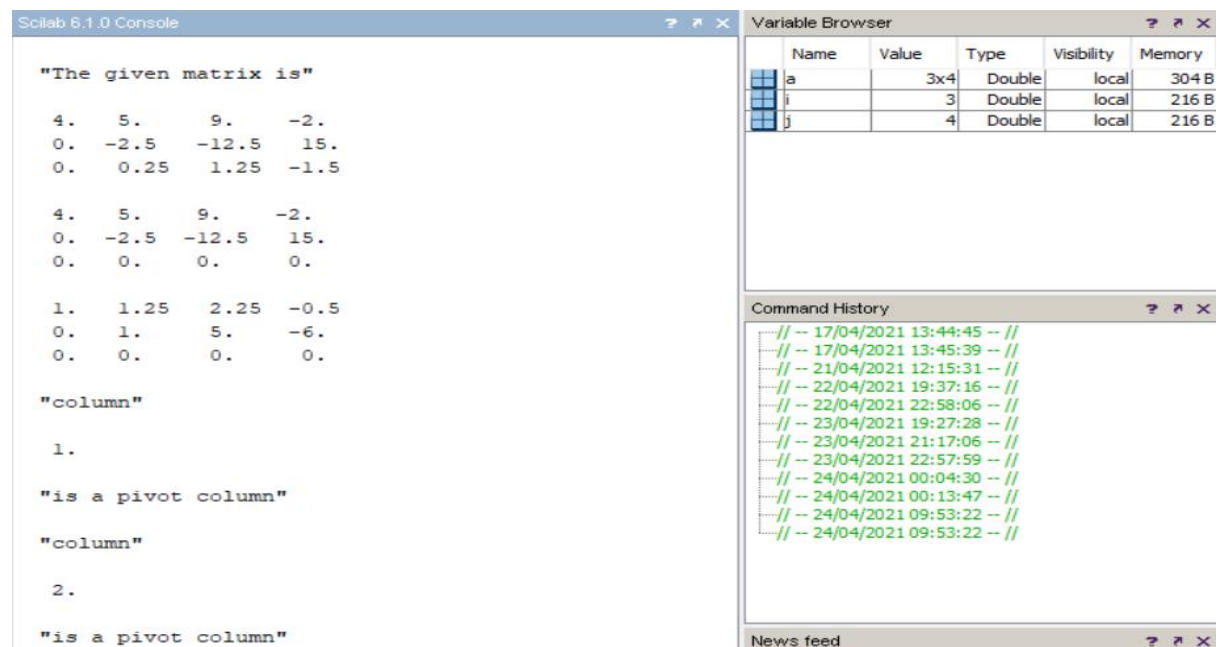 Scilab 6.1.0 Console
"The given matrix is"
4. 5. 9. -2.
0. -2.5 -12.5 15.
0. 0.25 1.25 -1.5
4. 5. 9. -2.
0. -2.5 -12.5 15.
0. 0. 0. 0.
1. 1.25 2.25 -0.5
0. 1. 5. -6.
0. 0. 0. 0.
"column"
1.
"is a pivot column"
"column"
2.
"is a pivot column"
Variable Browser
Name Value Type Visibility Memory
a 3x4 Double local 304 B
i 3 Double local 216 B
j 4 Double local 216 B
Command History
// -- 17/04/2021 13:44:45 -- //
// -- 17/04/2021 13:45:39 -- //
// -- 21/04/2021 12:15:31 -- //
// -- 22/04/2021 19:37:16 -- //
// -- 22/04/2021 22:58:06 -- //
// -- 23/04/2021 19:27:28 -- //
// -- 23/04/2021 21:17:06 -- //
// -- 23/04/2021 22:57:59 -- //
// -- 24/04/2021 00:04:30 -- //
// -- 24/04/2021 00:13:47 -- //
// -- 24/04/2021 09:53:22 -- //
// -- 24/04/2021 09:53:22 -- //
News feed